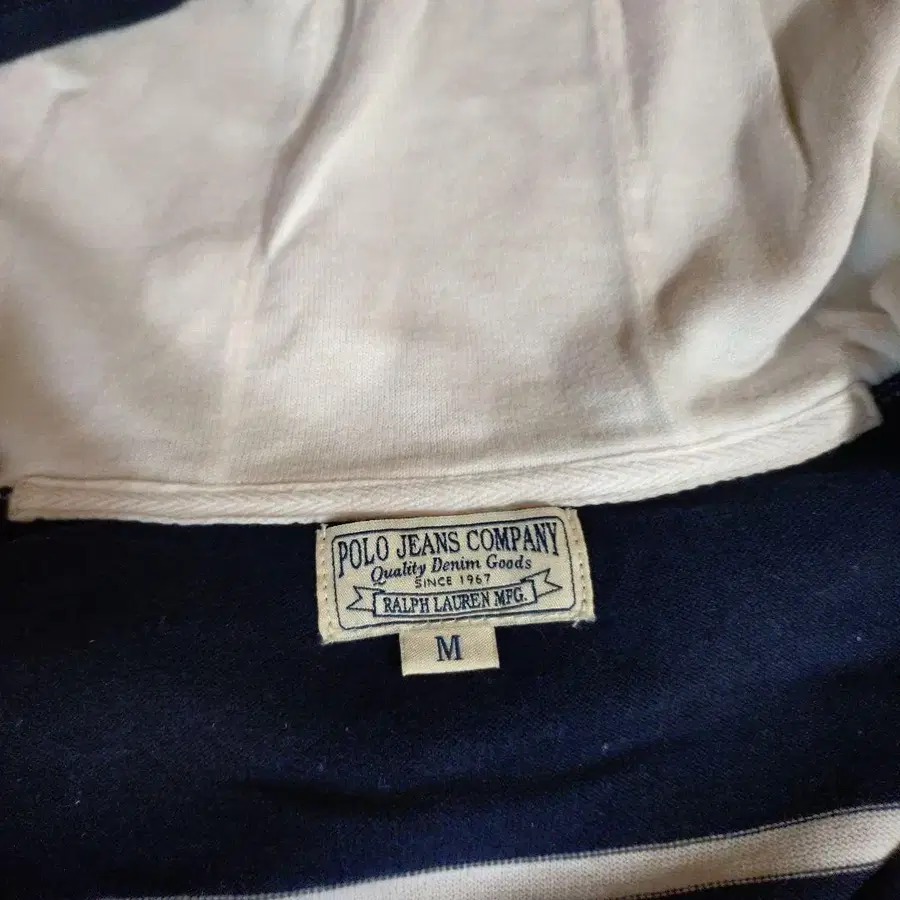 POLO JEANS COMPANY
Quality Denim Goods
SINCE 1967
RALPH LAUREN MFG.
M